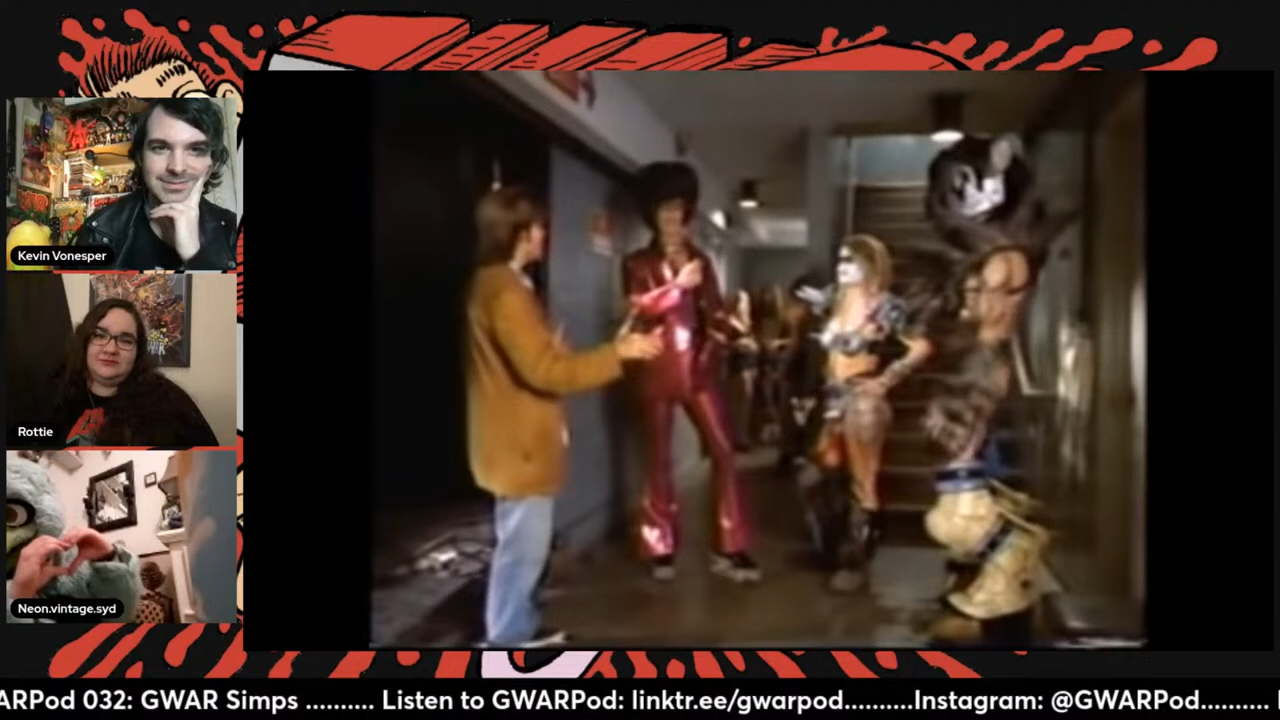 Kevin Vonesper
Rottie
Neon.vintage.syd
ARPod 032: GWAR Simps .......... Listen to GWARPod: linktr.ee/gwarpod..........Instagram: @GWARPod..........